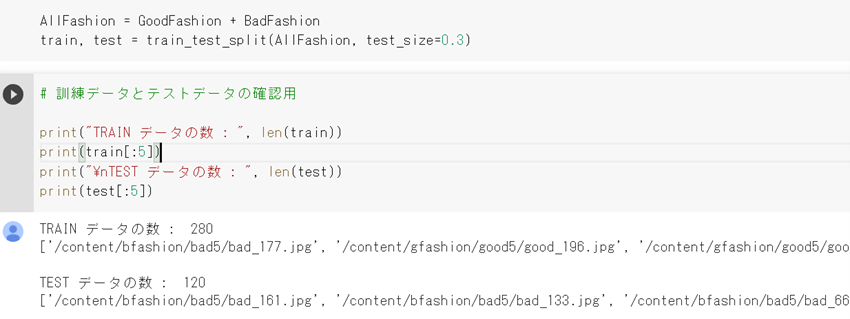 AllFashion = GoodFashion + BadFashion
train, test = train_test_split(AllFashion, test_size=0.3)
# 訓練データとテストデータの確認用
print("TRAIN データの数 : ", len(train))
print(train[:5])
print("¥nTEST データの数 : ", len(test))
print(test[:5])
TRAIN データの数 :  280
['/content/bfashion/bad5/bad_177.jpg', '/content/gfashion/good5/good_196.jpg', '/content/gfashion/good5/goo
TEST データの数 :  120
['/content/bfashion/bad5/bad_161.jpg', '/content/bfashion/bad5/bad_133.jpg', '/content/bfashion/bad5/bad_66